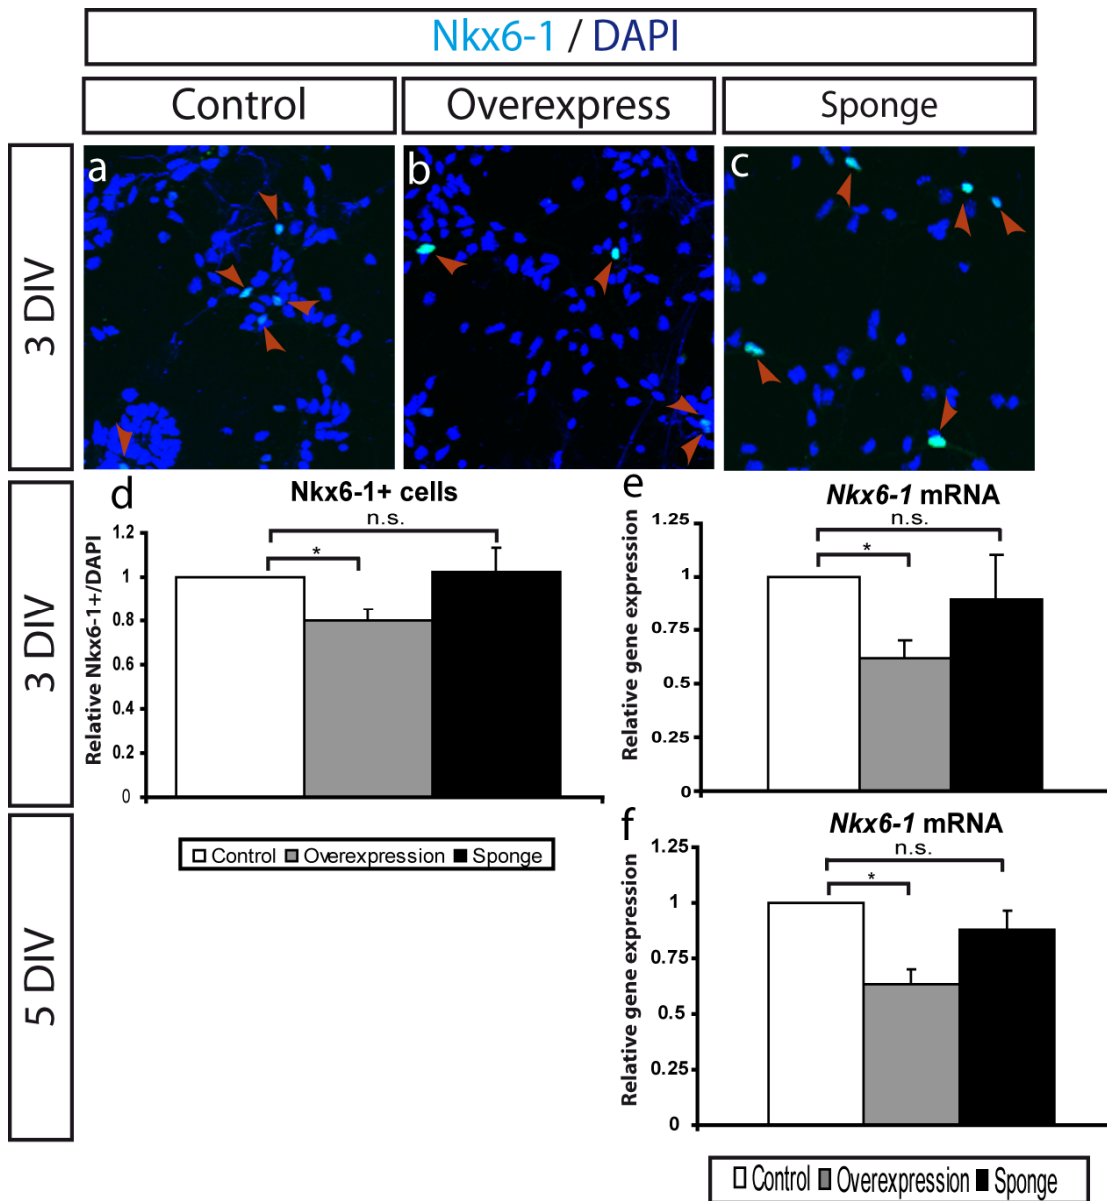 Nkx6-1 / DAPI
Control
Overexpress
Sponge
3 DIV
a
b
c
3 DIV
d
Nkx6-1+ cells
n.s.
*
Relative Nkx6-1+/DAPI
1.2
1
0.8
0.6
0.4
0.2
0
Control
Overexpression
Sponge
e
Nkx6-1 mRNA
n.s.
*
Relative gene expression
1.25
1
0.75
0.5
0.25
0
5 DIV
f
Nkx6-1 mRNA
n.s.
*
Relative gene expression
1.25
1
0.75
0.5
0.25
0
Control
Overexpression
Sponge